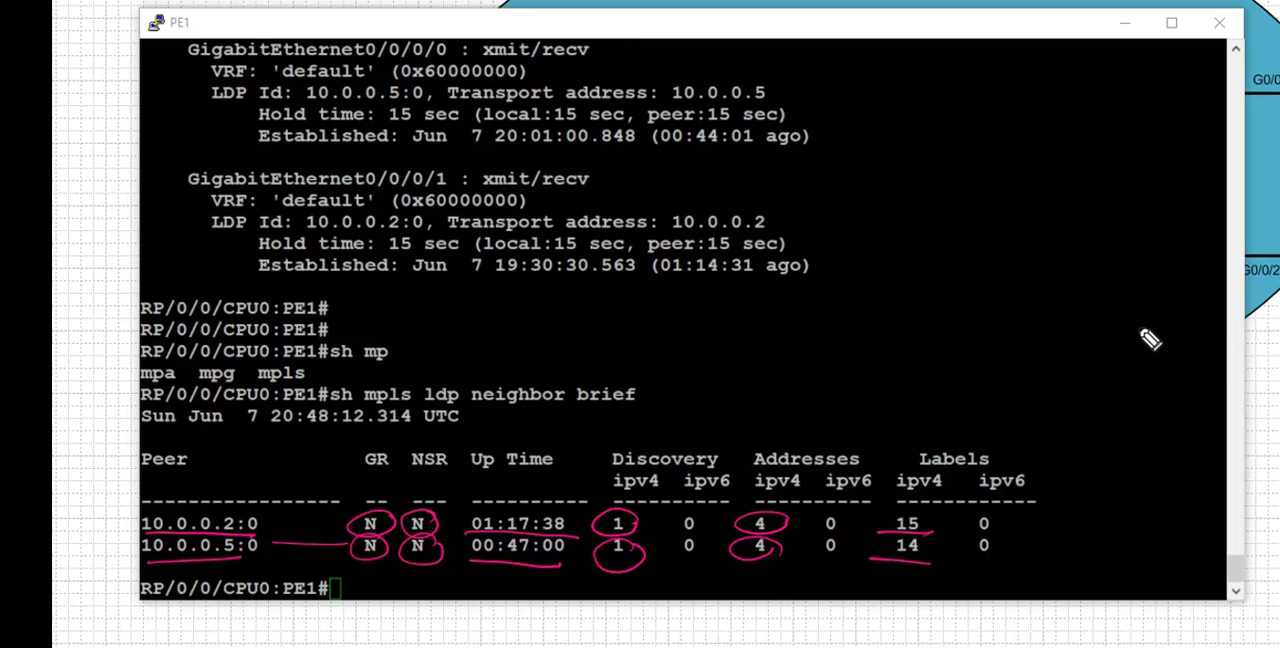 PE1
GigabitEthernet0/0/0/0 : xmit/recv
VRF: 'default' (0x60000000)
LDP Id: 10.0.0.5:0, Transport address: 10.0.0.5
Hold time: 15 sec (local:15 sec, peer:15 sec)
Established: Jun  7 20:01:00.848 (00:44:01 ago)
GigabitEthernet0/0/0/1 : xmit/recv
VRF: 'default' (0x60000000)
LDP Id: 10.0.0.2:0, Transport address: 10.0.0.2
Hold time: 15 sec (local:15 sec, peer:15 sec)
Established: Jun  7 19:30:30.563 (01:14:31 ago)
RP/0/0/CPU0:PE1#
RP/0/0/CPU0:PE1#
RP/0/0/CPU0:PE1#sh mp
mpa  mpg  mpls
RP/0/0/CPU0:PE1#sh mpls ldp neighbor brief
Sun Jun  7 20:48:12.314 UTC
Peer GR NSR Up Time Discovery Addresses Labels
ipv4 ipv6 ipv4 ipv6 ipv4 ipv6
----------------- -- --- ---------- ---------- ---------- ------------
10.0.0.2:0 N N 01:17:38 1 0 4 0 15 0
10.0.0.5:0 N N 00:47:00 1 0 4 0 14 0
RP/0/0/CPU0:PE1#
G0/0
G0/0/2